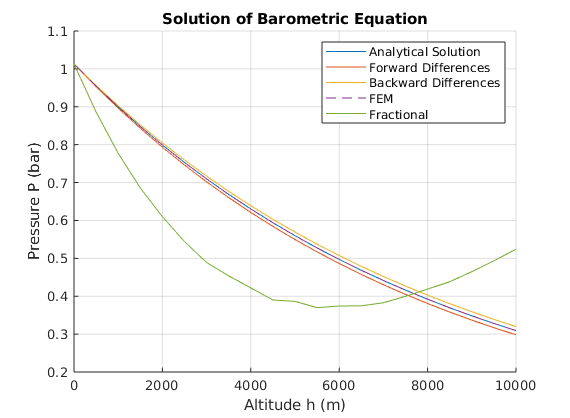 Solution of Barometric Equation
1.1
1
0.9
0.8
0.7
0.6
0.5
0.4
0.3
0.2
Pressure P (bar)
Analytical Solution
Forward Differences
Backward Differences
FEM
Fractional
0 2000 4000 6000 8000 10000
Altitude h (m)